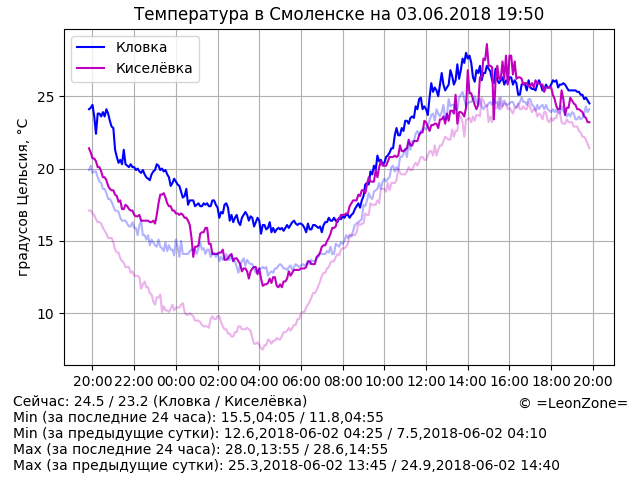 Температура в Смоленске на 03.06.2018 19:50
Кловка
Киселёвка
градусов Цельсия, °C
25
20
15
10
20:00 22:00 00:00 02:00 04:00 06:00 08:00 10:00 12:00 14:00 16:00 18:00 20:00
Сейчас: 24.5 / 23.2 (Кловка / Киселёвка)
© =LeonZone=
Min (за последние 24 часа): 15.5,04:05 / 11.8,04:55
Min (за предыдущие сутки): 12.6,2018-06-02 04:25 / 7.5,2018-06-02 04:10
Max (за последние 24 часа): 28.0,13:55 / 28.6,14:55
Max (за предыдущие сутки): 25.3,2018-06-02 13:45 / 24.9,2018-06-02 14:40